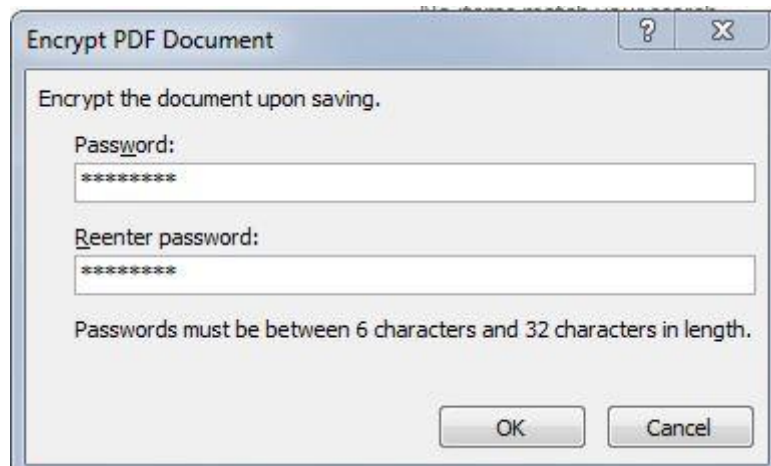 Encrypt PDF Document
Encrypt the document upon saving.
Password:
********
Reenter password:
********
Passwords must be between 6 characters and 32 characters in length.
OK Cancel